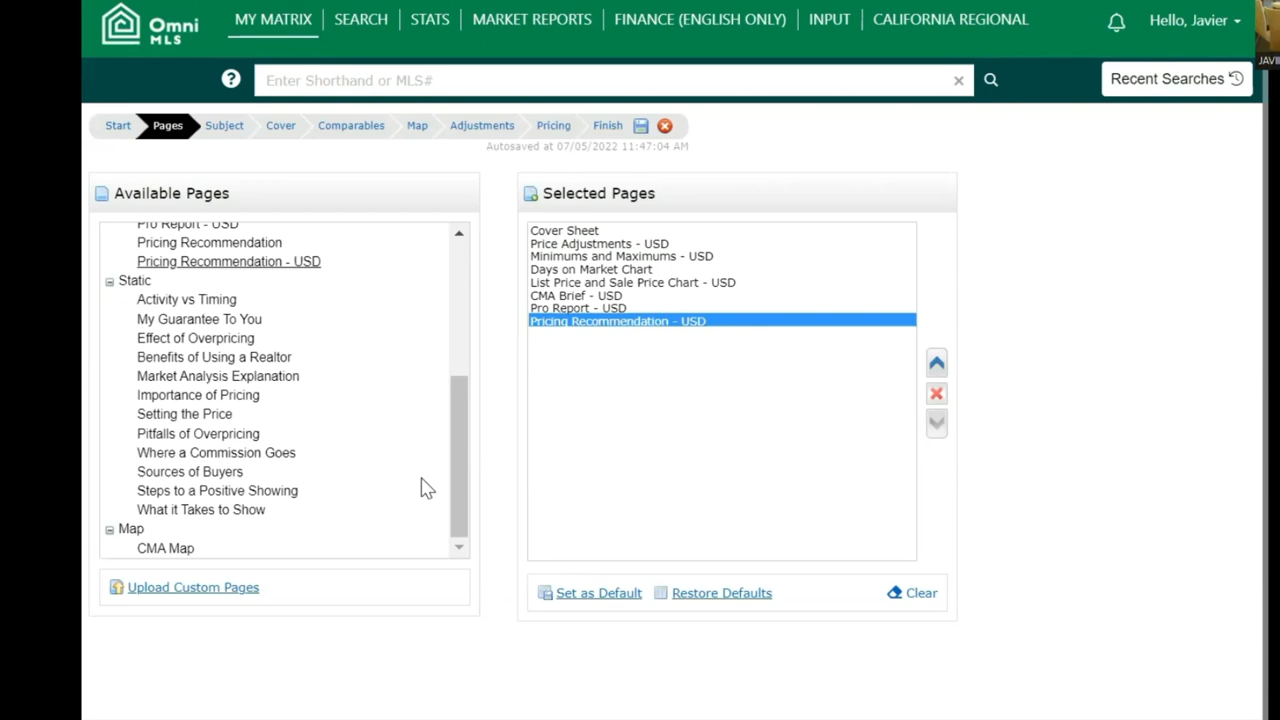 Omni
MLS
MY MATRIX
SEARCH
STATS
MARKET REPORTS
FINANCE (ENGLISH ONLY)
INPUT
CALIFORNIA REGIONAL
Hello, Javier
?
Enter Shorthand or MLS#
Recent Searches
Start
Pages
Subject
Cover
Comparables
Map
Adjustments
Pricing
Finish
Autosaved at 07/05/2022 11:47:04 AM
Available Pages
Pro Report - USD
Pricing Recommendation
Pricing Recommendation - USD
Static
Activity vs Timing
My Guarantee To You
Effect of Overpricing
Benefits of Using a Realtor
Market Analysis Explanation
Importance of Pricing
Setting the Price
Pitfalls of Overpricing
Where a Commission Goes
Sources of Buyers
Steps to a Positive Showing
What it Takes to Show
Map
CMA Map
Upload Custom Pages
Selected Pages
Cover Sheet
Price Adjustments - USD
Minimums and Maximums - USD
Days on Market Chart
List Price and Sale Price Chart - USD
CMA Brief - USD
Pro Report - USD
Pricing Recommendation - USD
Set as Default
Restore Defaults
Clear